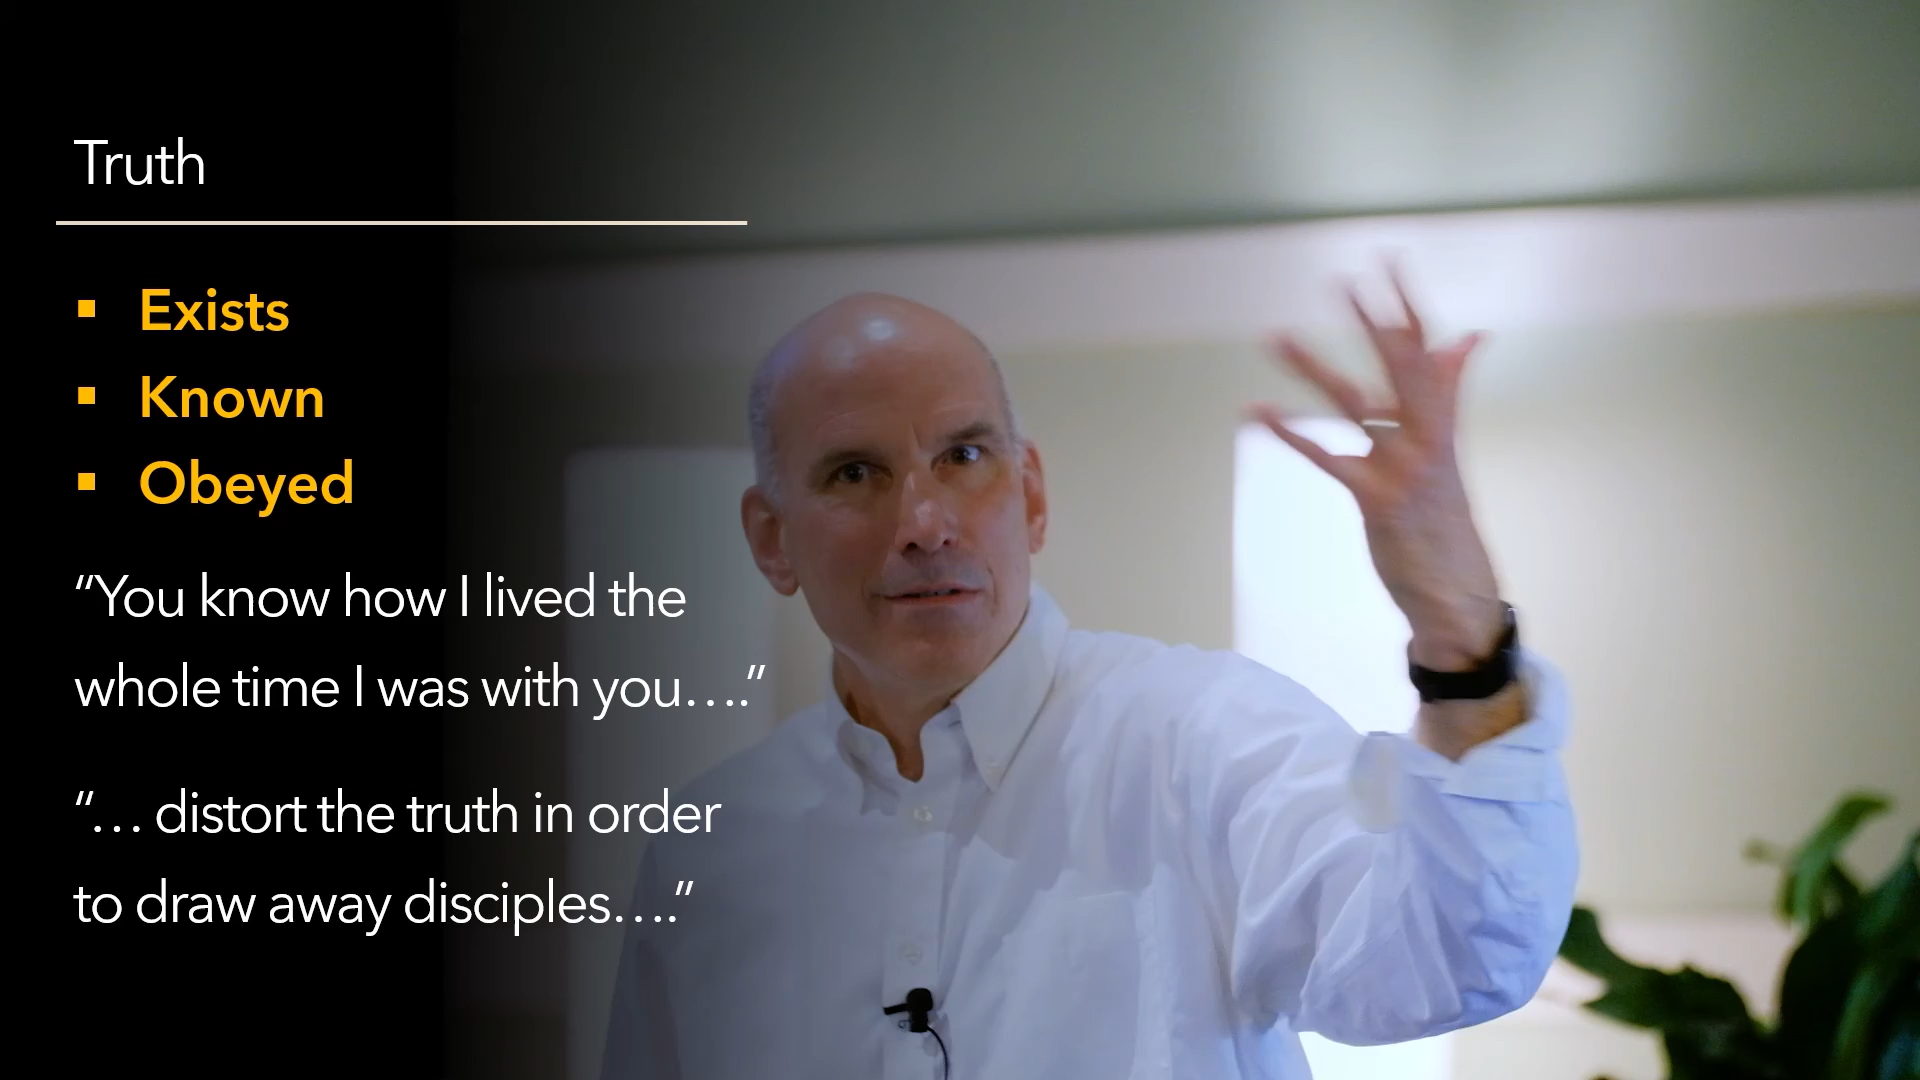 Truth
▪ Exists
▪ Known
▪ Obeyed
“You know how I lived the
whole time I was with you….”
“… distort the truth in order
to draw away disciples….”